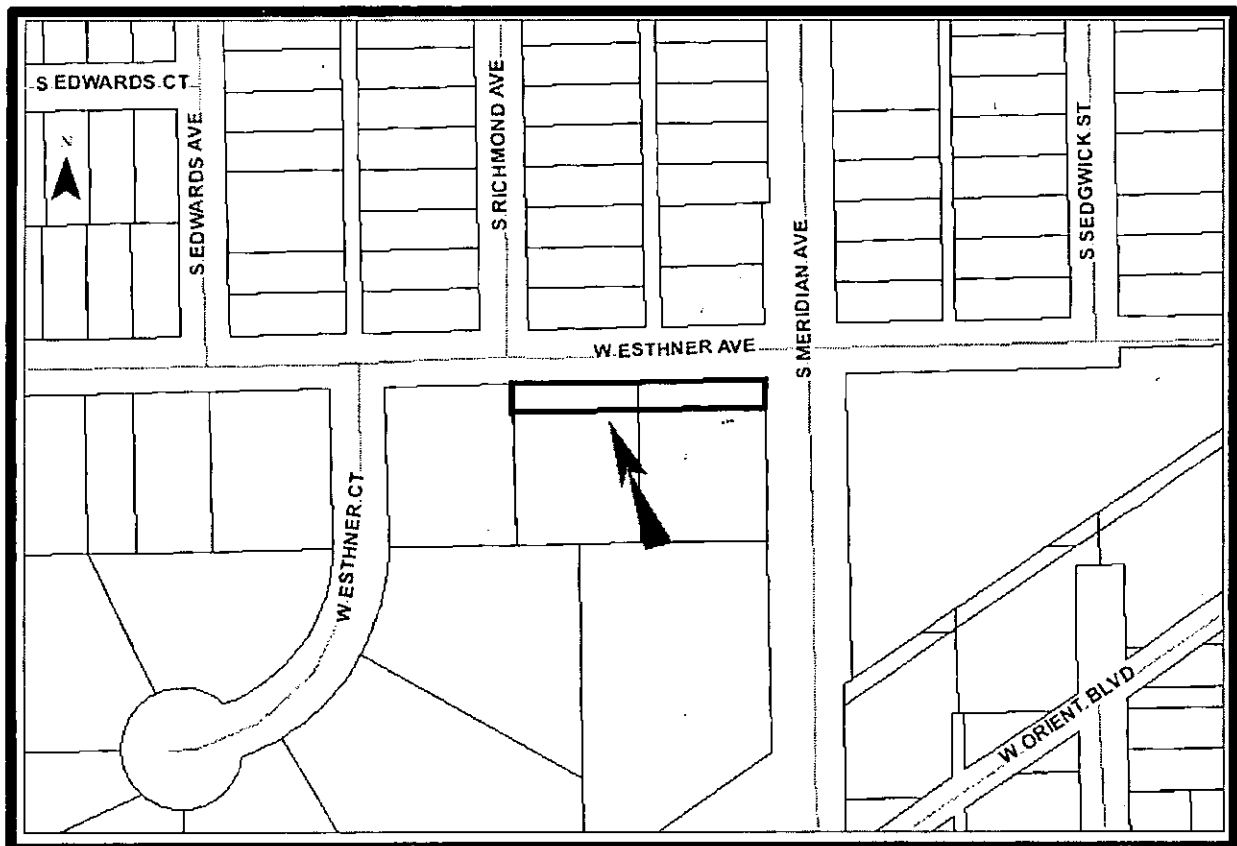 S EDWARDS CT
N
S EDWARDS AVE
S RICHMOND AVE
S MERIDIAN AVE
S SEDGWICK ST
W ESTHNER AVE
W ESTHNER CT
W ORIENT BLVD